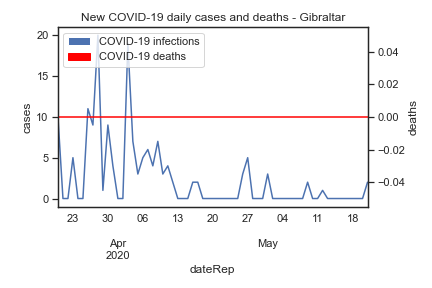 New COVID-19 daily cases and deaths - Gibraltar
COVID-19 infections
COVID-19 deaths
20
15
10
5
0
cases
0.04
0.02
0.00
−0.02
−0.04
deaths
23 30 06 13 20 27 04 11 18
Apr May
2020
dateRep